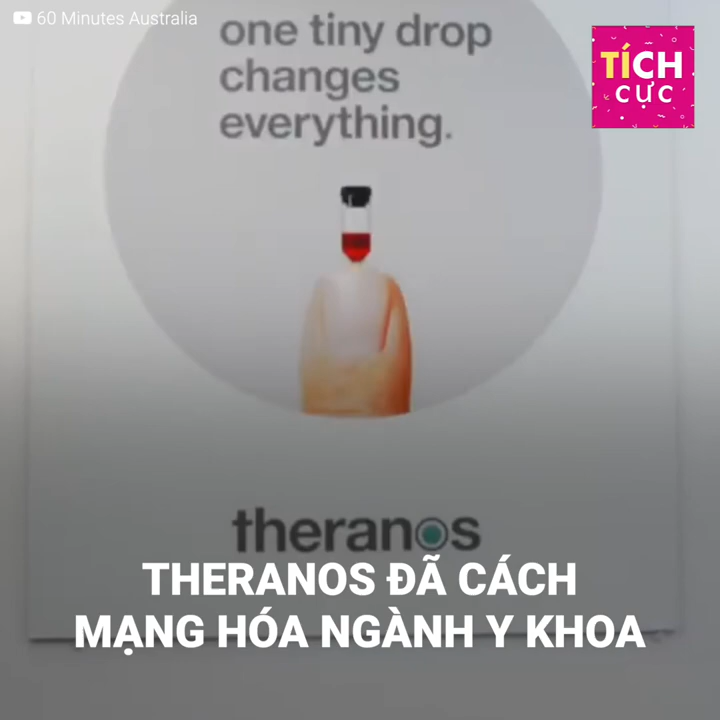 60 Minutes Australia
one tiny drop
changes
everything.
TÍCH
CỰC
theranos
THERANOS ĐÃ CÁCH
MẠNG HÓA NGÀNH Y KHOA